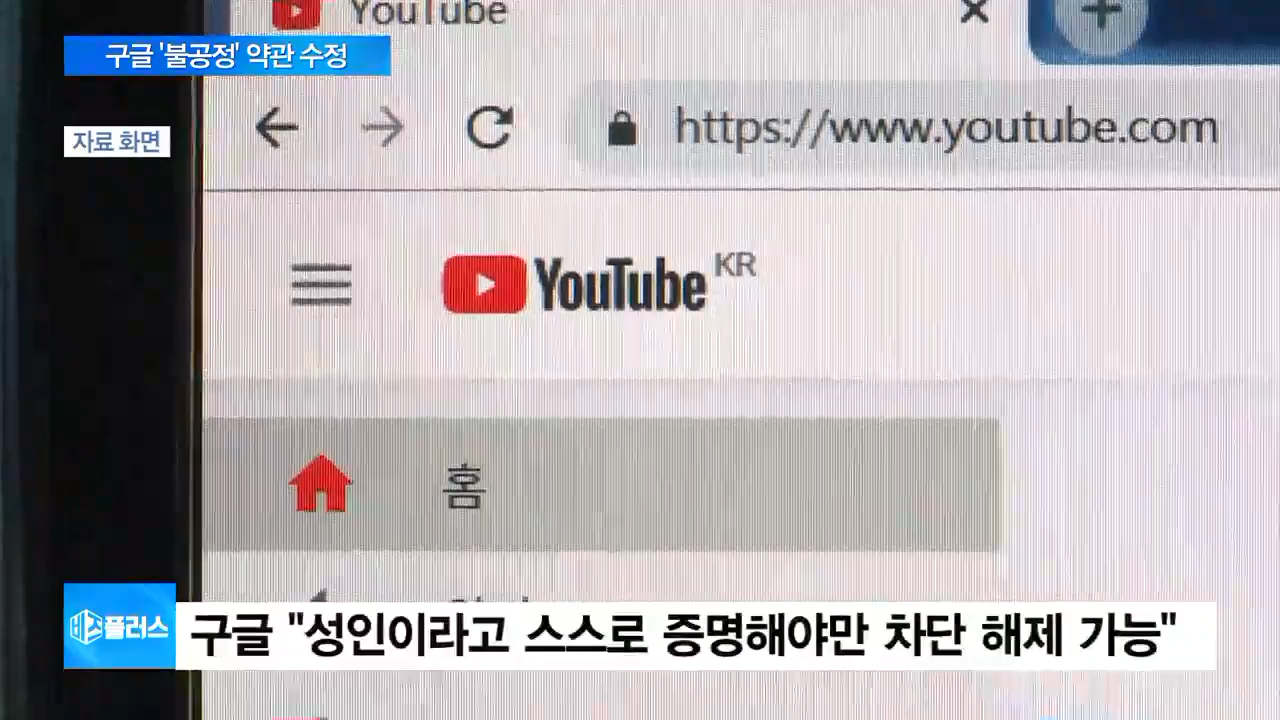 YouTube
구글 '불공정' 약관 수정
https://www.youtube.com
자료 화면
YouTube KR
홈
플러스
구글 "성인이라고 스스로 증명해야만 차단 해제 가능"